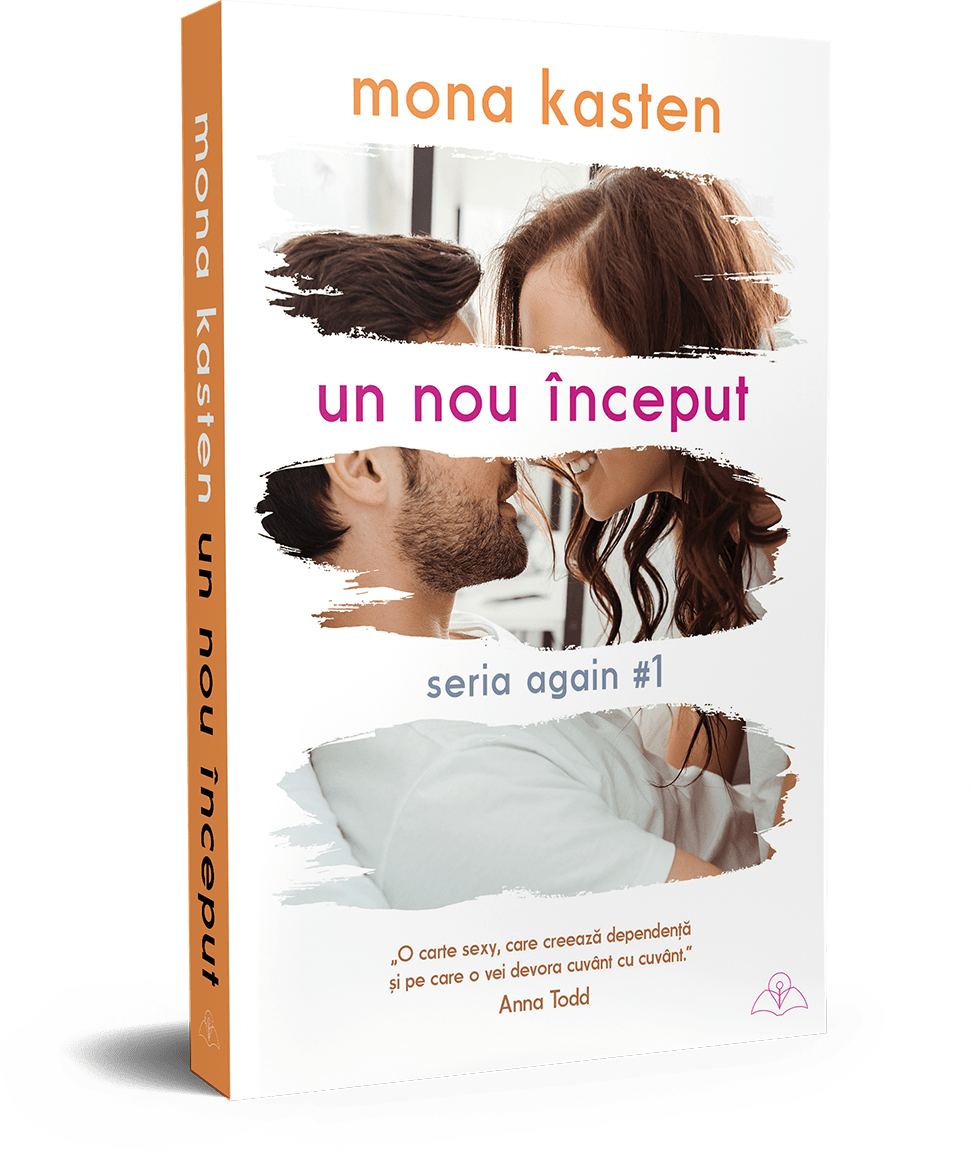 mona kasten un nou început
mona kasten
un nou început
seria again #1
„O carte sexy, care creează dependență
și pe care o vei devora cuvânt cu cuvânt.”
Anna Todd